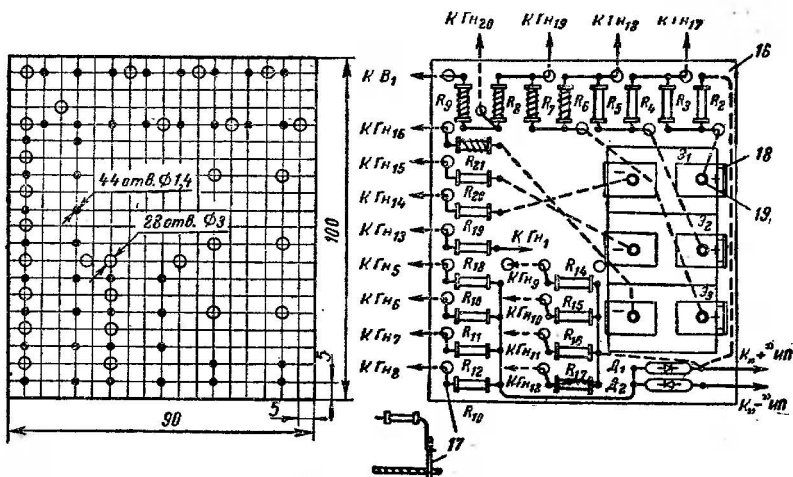 К Гн20 К Гн19 К Гн18 К Гн17
16
К В1
R9 R8 R7 R6 R5 R4 R3 R2
К Гн16
R21
К Гн15
R20
К Гн14
R19
К Гн13
К Гн1
R18
К Гн5
R18
К Гн6
R11
К Гн7
R12
К Гн8
R10
Э1
18
19
Э2
Э3
К Гн9
R14
К Гн10
R15
К Гн11
R16
К Гн12
R17
Д1
Д2
К„+”ИП
К„-”ИП
17
44 отв. Ф1,4
28 отв. Ф3
100
5
5
90